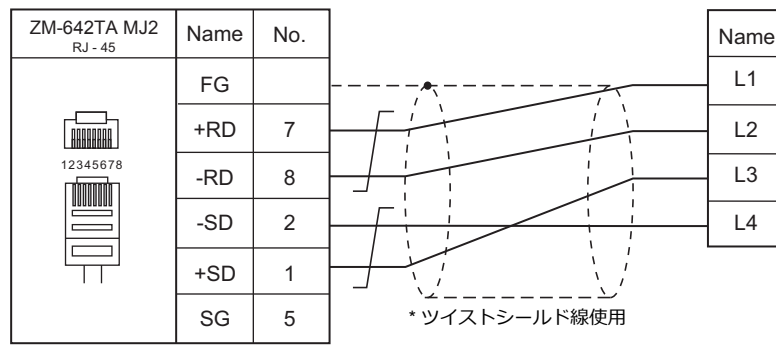 ZM-642TA MJ2 Name No. Name
RJ - 45
FG L1
+RD 7 L2
12345678
-RD 8 L3
-SD 2 L4
+SD 1
SG 5
* ツイストシールド線使用